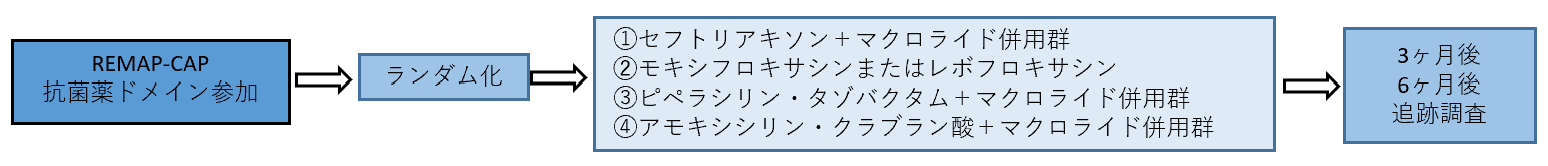 REMAP-CAP
抗菌薬ドメイン参加
ランダム化
①セフトリアキソン＋マクロライド併用群
②モキシフロキサシンまたはレボフロキサシン
③ピペラシリン・タゾバクタム＋マクロライド併用群
④アモキシシリン・クラブラン酸＋マクロライド併用群
3ヶ月後
6ヶ月後
追跡調査